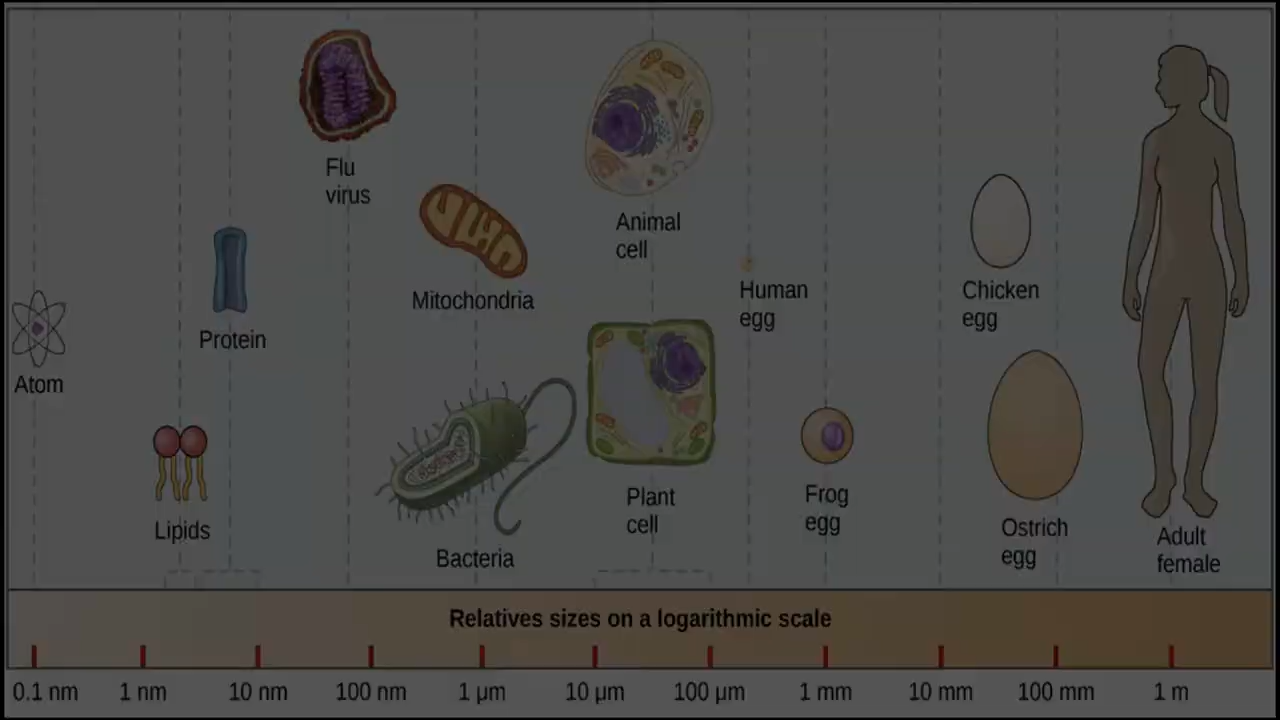 Flu
virus
Animal
cell
Mitochondria
Human
egg
Chicken
egg
Protein
Atom
Lipids
Bacteria
Plant
cell
Frog
egg
Ostrich
egg
Adult
female
Relatives sizes on a logarithmic scale
0.1 nm 1 nm 10 nm 100 nm 1 μm 10 μm 100 μm 1 mm 10 mm 100 mm 1 m